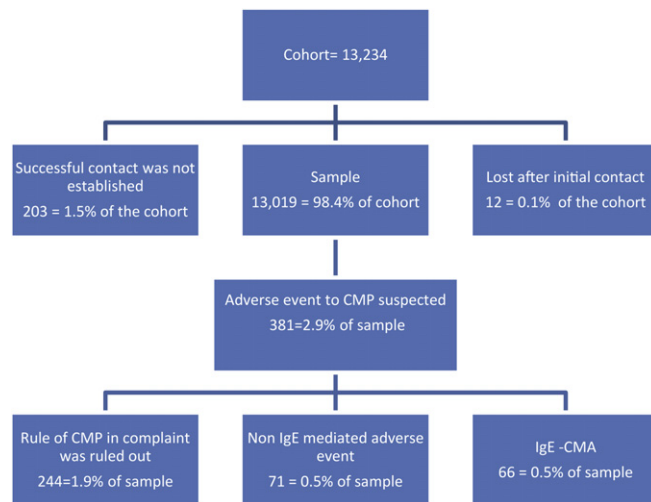 Cohort= 13,234
Successful contact was not
established
203 = 1.5% of the cohort
Sample
13,019 = 98.4% of cohort
Lost after initial contact
12 = 0.1% of the cohort
Adverse event to CMP suspected
381=2.9% of sample
Rule of CMP in complaint
was ruled out
244=1.9% of sample
Non IgE mediated adverse
event
71 = 0.5% of sample
IgE -CMA
66 = 0.5% of sample